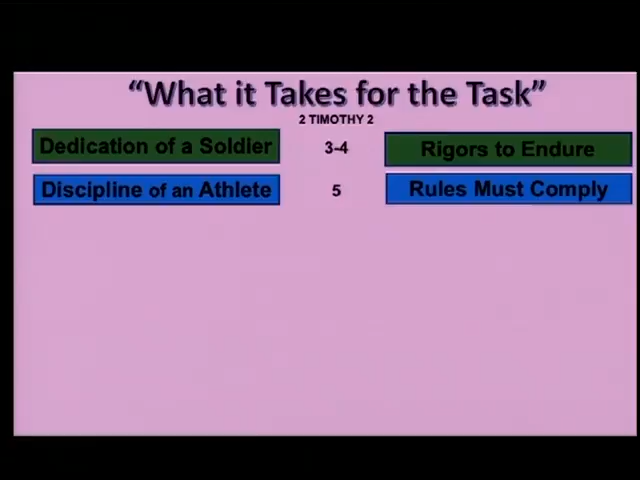 “What it Takes for the Task”
2 TIMOTHY 2
Dedication of a Soldier 3-4 Rigors to Endure
Discipline of an Athlete 5 Rules Must Comply